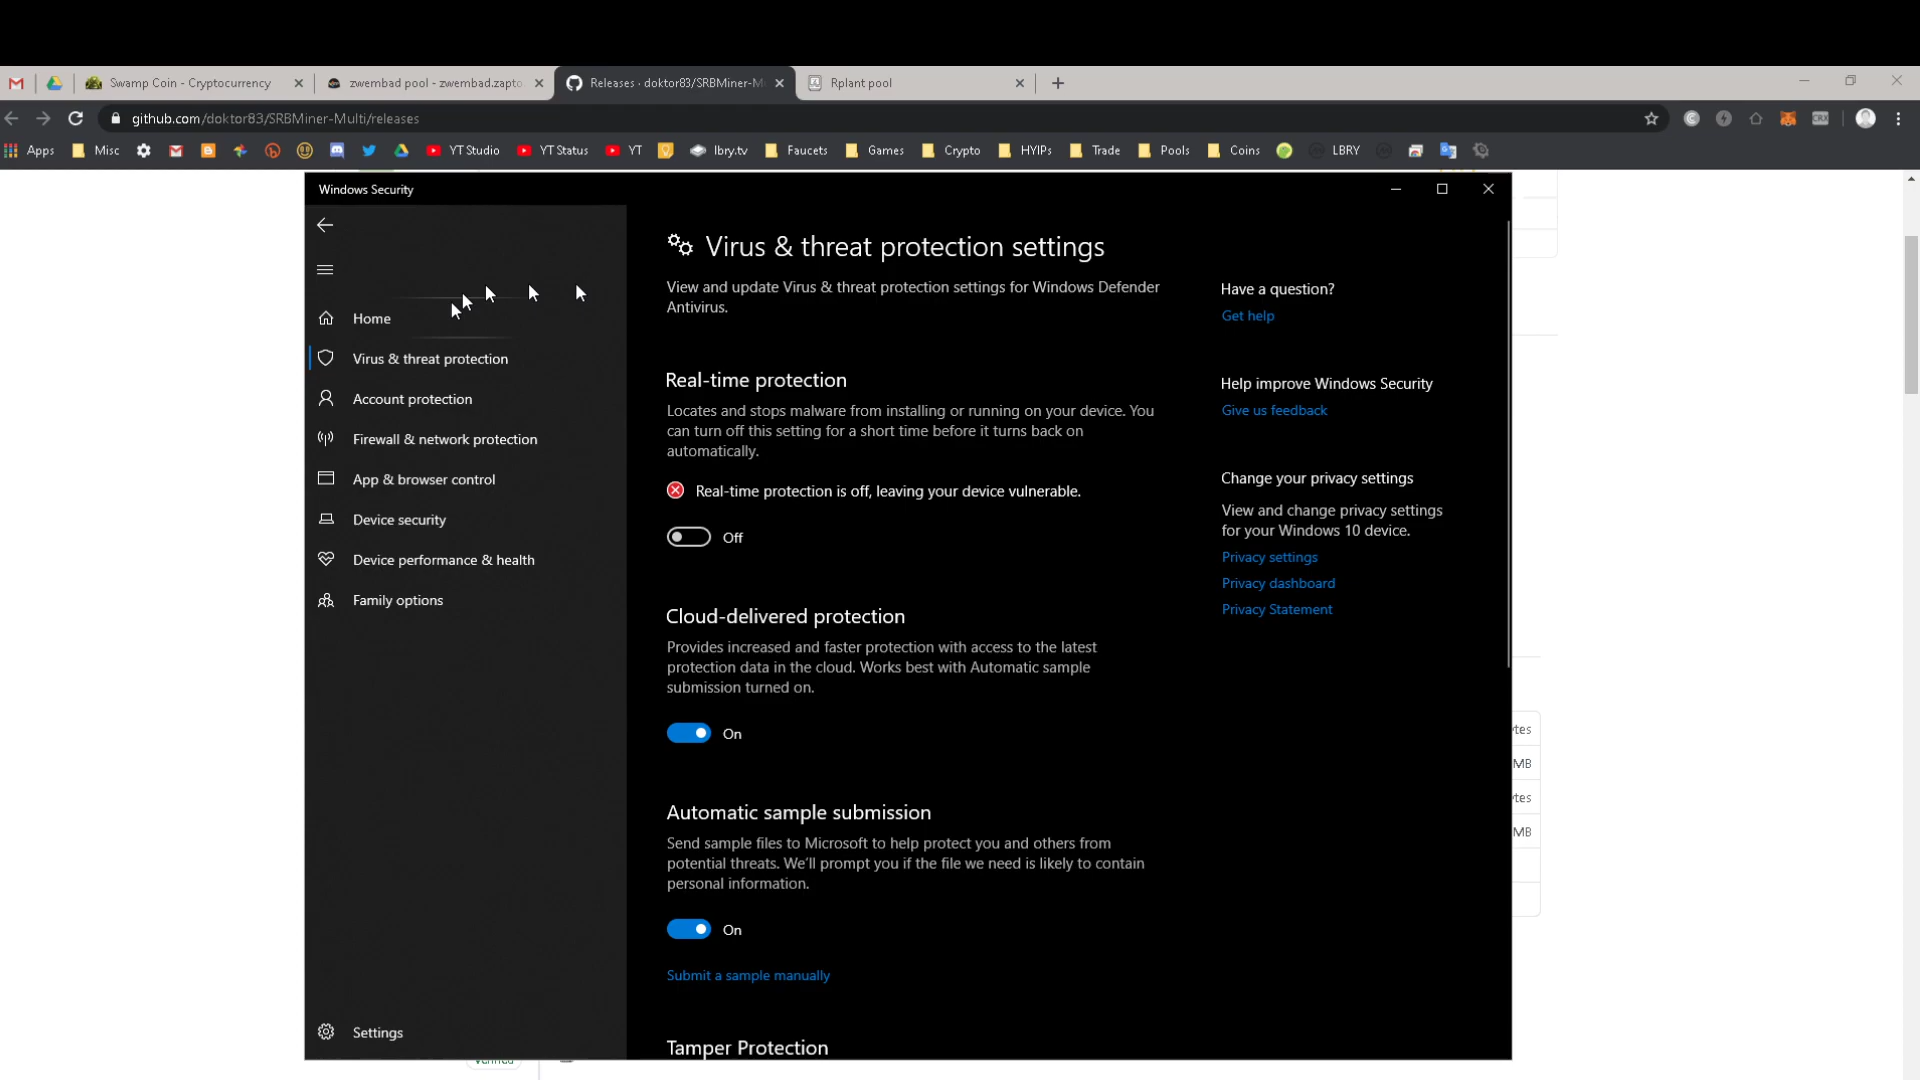 Swamp Coin - Cryptocurrency
zwembad pool - zwembad.zapto
Releases · doktor83/SRBMiner-M
Rplant pool
github.com/doktor83/SRBMiner-Multi/releases
Apps Misc YT Studio YT Status YT lbry.tv Faucets Games Crypto HYIPs Trade Pools Coins LBRY
Windows Security
Home
Virus & threat protection
Account protection
Firewall & network protection
App & browser control
Device security
Device performance & health
Family options
Settings
Virus & threat protection settings
View and update Virus & threat protection settings for Windows Defender
Antivirus.
Real-time protection
Locates and stops malware from installing or running on your device. You
can turn off this setting for a short time before it turns back on
automatically.
Real-time protection is off, leaving your device vulnerable.
Off
Cloud-delivered protection
Provides increased and faster protection with access to the latest
protection data in the cloud. Works best with Automatic sample
submission turned on.
On
Automatic sample submission
Send sample files to Microsoft to help protect you and others from
potential threats. We'll prompt you if the file we need is likely to contain
personal information.
On
Submit a sample manually
Tamper Protection
Have a question?
Get help
Help improve Windows Security
Give us feedback
Change your privacy settings
View and change privacy settings
for your Windows 10 device.
Privacy settings
Privacy dashboard
Privacy Statement
MB
MB